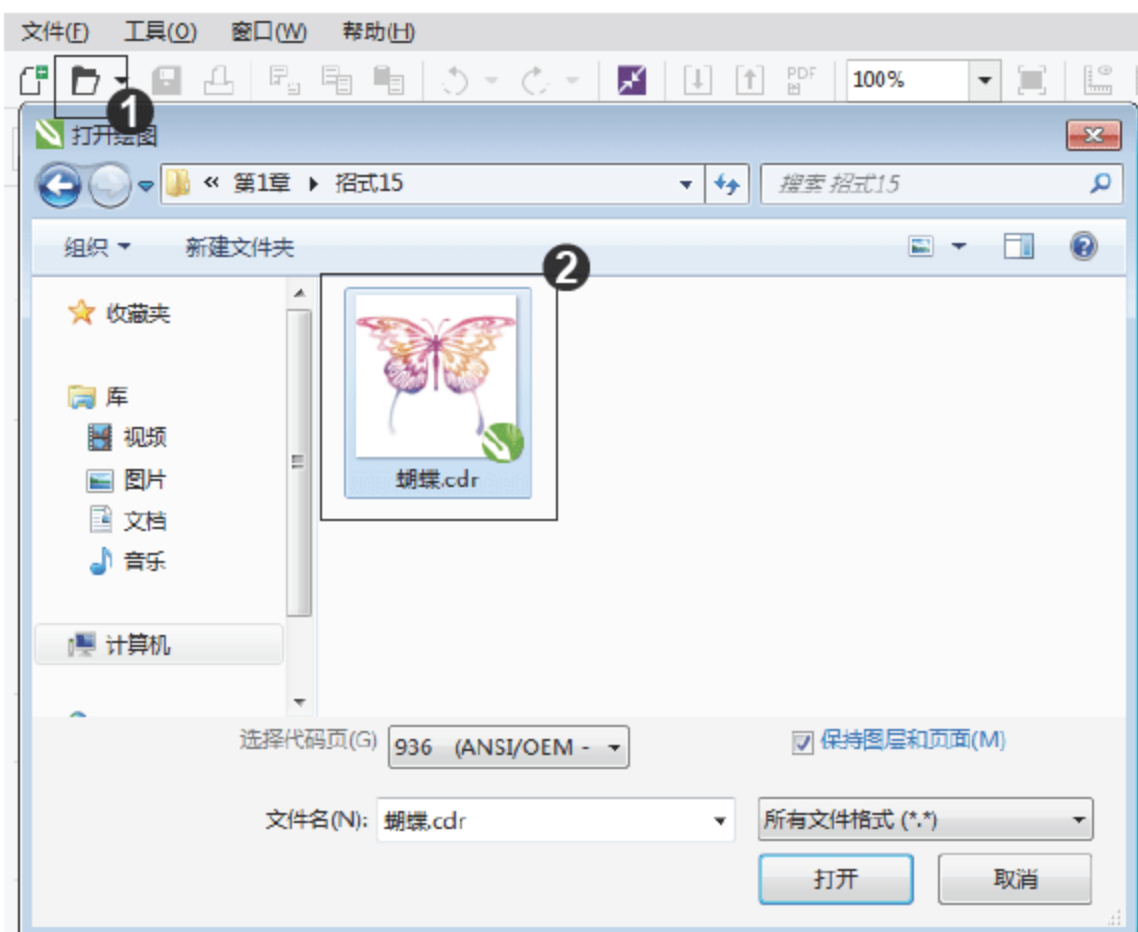 文件(F) 工具(O) 窗口(W) 帮助(H)
PDF 100%
1
打开绘图
« 第1章 ▸ 招式15 搜索 招式15
组织 新建文件夹
2
收藏夹
库
视频
图片
文档
音乐
蝴蝶.cdr
计算机
选择代码页(G) 936 (ANSI/OEM - 保持图层和页面(M)
文件名(N): 蝴蝶.cdr 所有文件格式 (*.*)
打开 取消